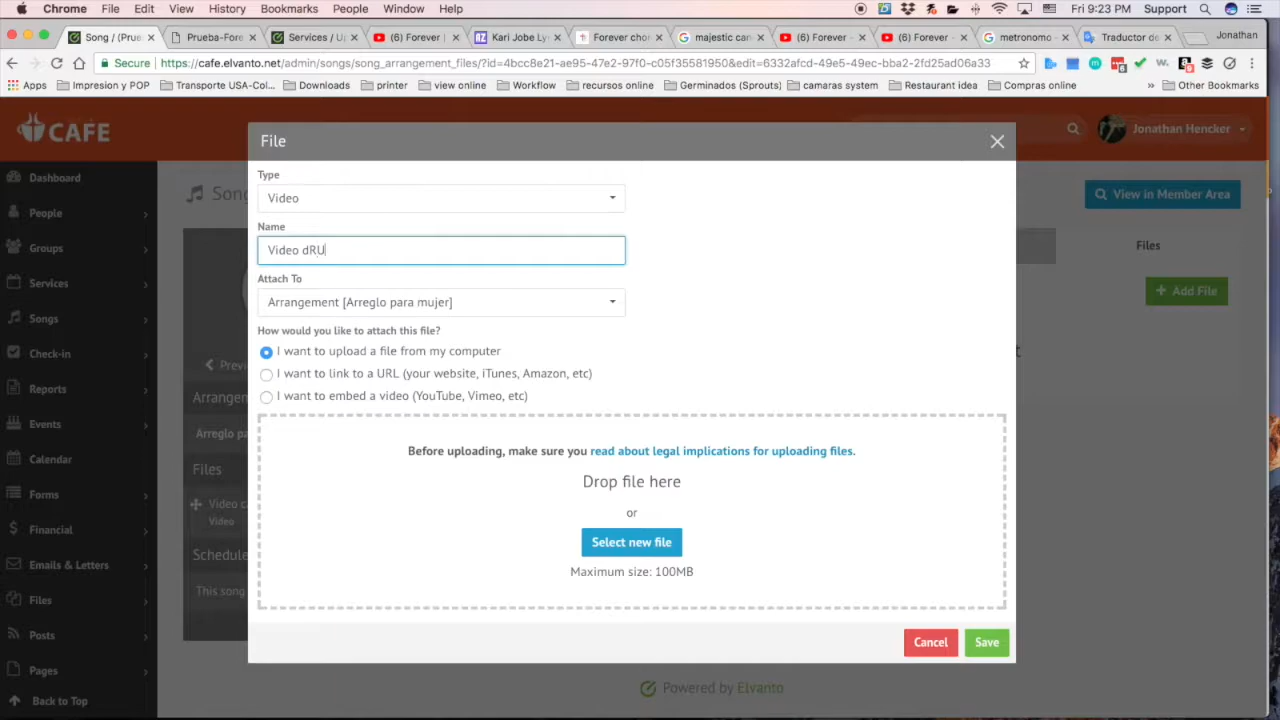 Chrome File Edit View History Bookmarks People Window Help Fri 9:23 PM Support
Song / (Prueba Prueba-Fore Services / Up (6) Forever | Kari Jobe Ly Forever cho majestic can (6) Forever - (6) Forever - metronomo - Traductor de Jonathan
Secure https://cafe.elvanto.net/admin/songs/song_arrangement_files/?id=4bcc8e21-ae95-47e2-97f0-c05f35581950&edit=6332afcd-49e5-49ec-bba2-2fd25ad06a33
Apps Impresion y POP Transporte USA-Col... Downloads printer view online Workflow recursos online Germinados (Sprouts) camaras system Restaurant idea Compras online » Other Bookmarks
CAFE
Jonathan Hencker
File
Dashboard
People
Groups
Services
Songs
Check-in
Reports
Events
Calendar
Forms
Financial
Emails & Letters
Files
Posts
Pages
Back to Top
Song
View in Member Area
Files
Add File
Previ
Arrangem
Arreglo pa
Files
Video c
Video
Schedule
This song
t
Type
Video
Name
Video dRU
Attach To
Arrangement [Arreglo para mujer]
How would you like to attach this file?
I want to upload a file from my computer
I want to link to a URL (your website, iTunes, Amazon, etc)
I want to embed a video (YouTube, Vimeo, etc)
Before uploading, make sure you read about legal implications for uploading files.
Drop file here
or
Select new file
Maximum size: 100MB
Cancel Save
Powered by Elvanto